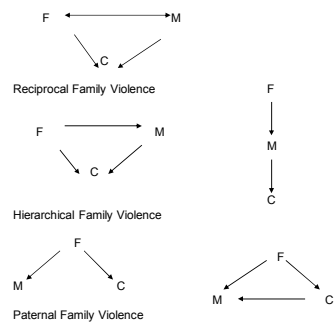 F M
C
Reciprocal Family Violence
F
F M
M
C
C
Hierarchical Family Violence
F
F
M C
M C
Paternal Family Violence